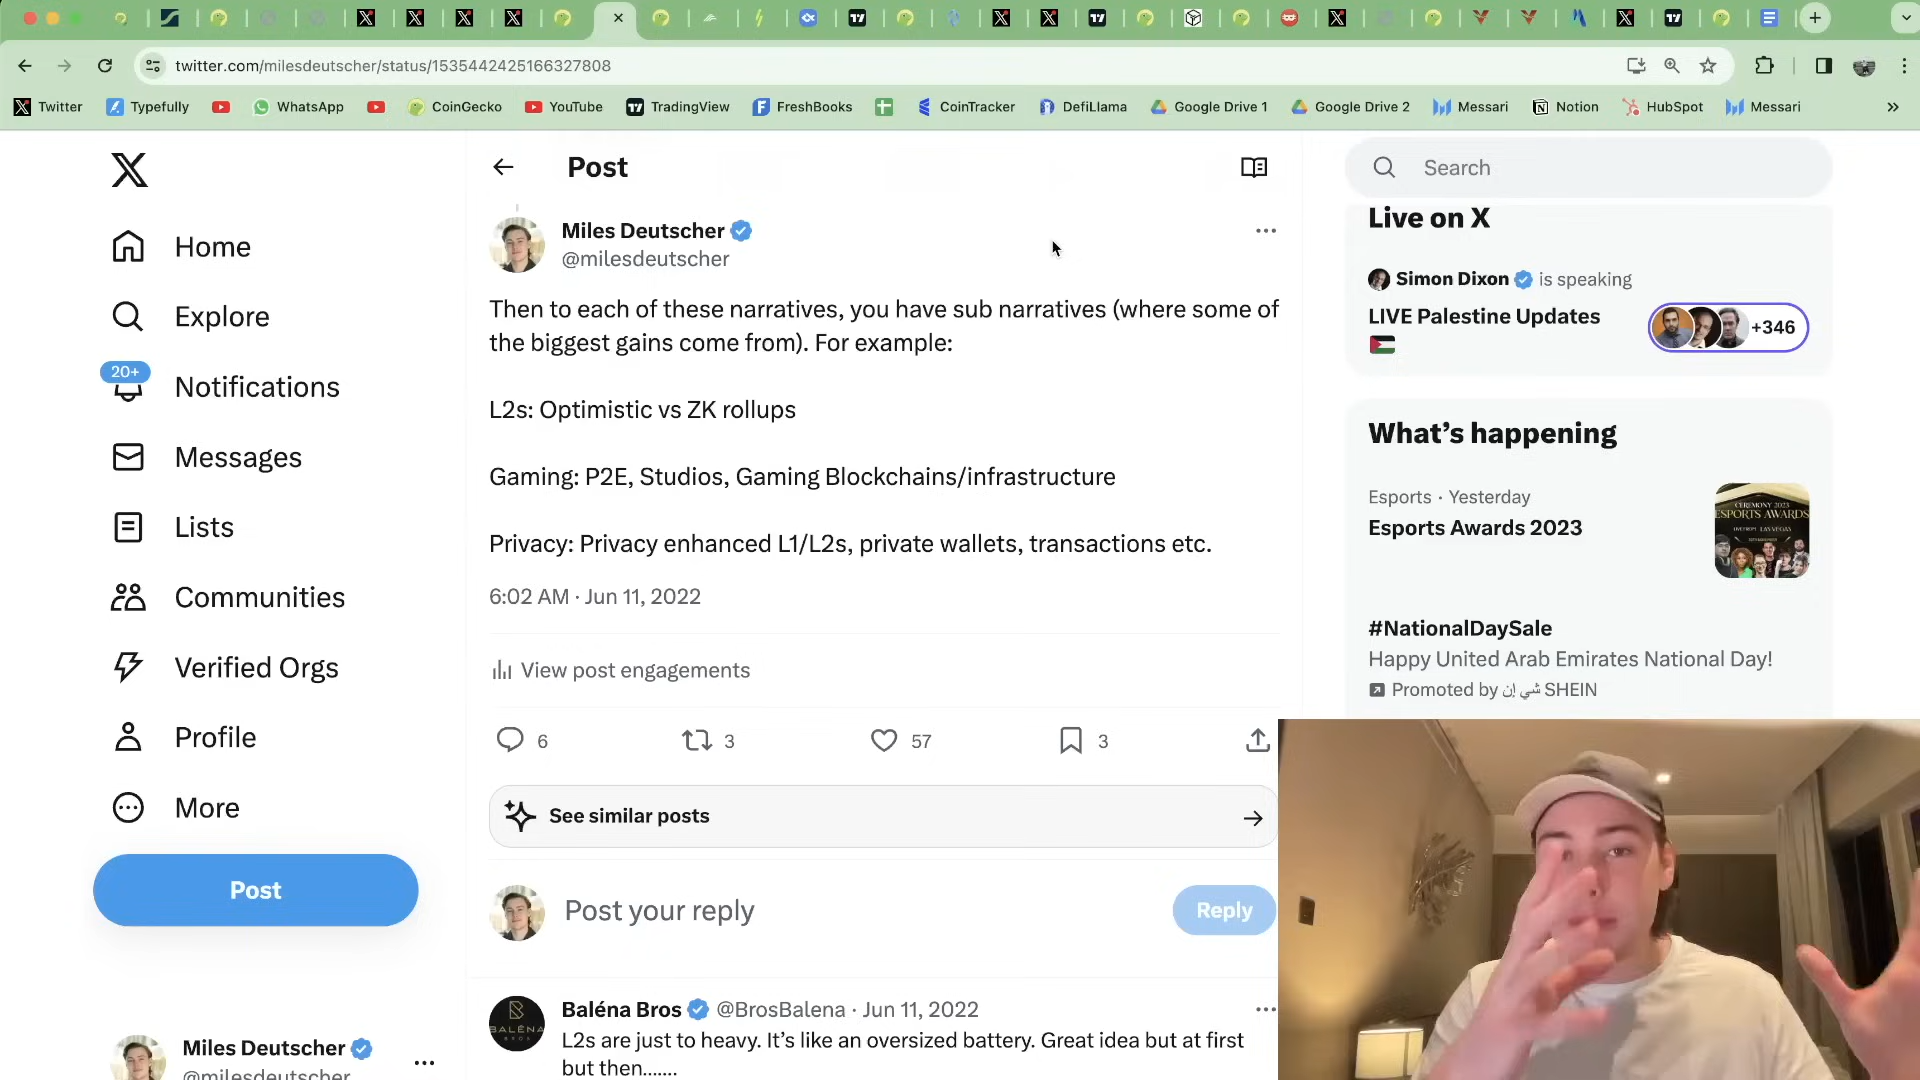 twitter.com/milesdeutscher/status/1535442425166327808
Twitter
Typefully
WhatsApp
CoinGecko
YouTube
TradingView
FreshBooks
CoinTracker
DefiLlama
Google Drive 1
Google Drive 2
Messari
Notion
HubSpot
Messari
Home
Explore
20+
Notifications
Messages
Lists
Communities
Verified Orgs
Profile
More
Post
Miles Deutscher
@milesdeutscher
Post
Miles Deutscher
@milesdeutscher
Then to each of these narratives, you have sub narratives (where some of
the biggest gains come from). For example:
L2s: Optimistic vs ZK rollups
Gaming: P2E, Studios, Gaming Blockchains/infrastructure
Privacy: Privacy enhanced L1/L2s, private wallets, transactions etc.
6:02 AM · Jun 11, 2022
View post engagements
6
3
57
3
See similar posts
Post your reply
Reply
Baléna Bros @BrosBalena · Jun 11, 2022
L2s are just to heavy. It's like an oversized battery. Great idea but at first
but then.......
BALÉNA
Search
Live on X
Simon Dixon is speaking
LIVE Palestine Updates
+346
What's happening
Esports · Yesterday
Esports Awards 2023
CEREMONY 2023
ESPORTS AWARDS
#NationalDaySale
Happy United Arab Emirates National Day!
Promoted by شي إن SHEIN